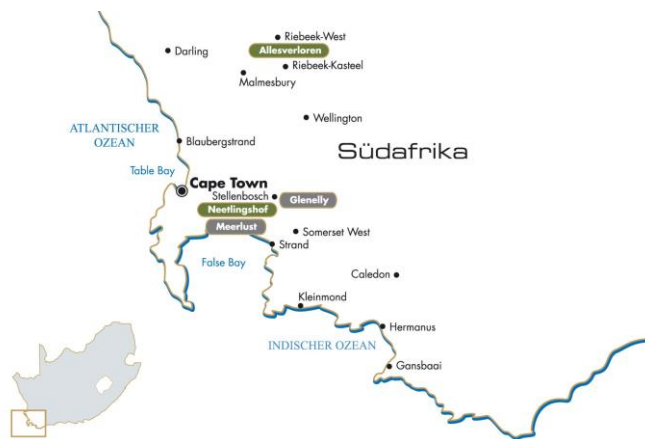 Riebeek-West
Darling
Allesverloren
Riebeek-Kasteel
Malmesbury
Wellington
ATLANTISCHER
OZEAN
Blaubergstrand
Südafrika
Table Bay
Cape Town
Stellenbosch
Glenelly
Neetlingshof
Meerlust
Somerset West
Strand
False Bay
Caledon
Kleinmond
Hermanus
INDISCHER OZEAN
Gansbaai